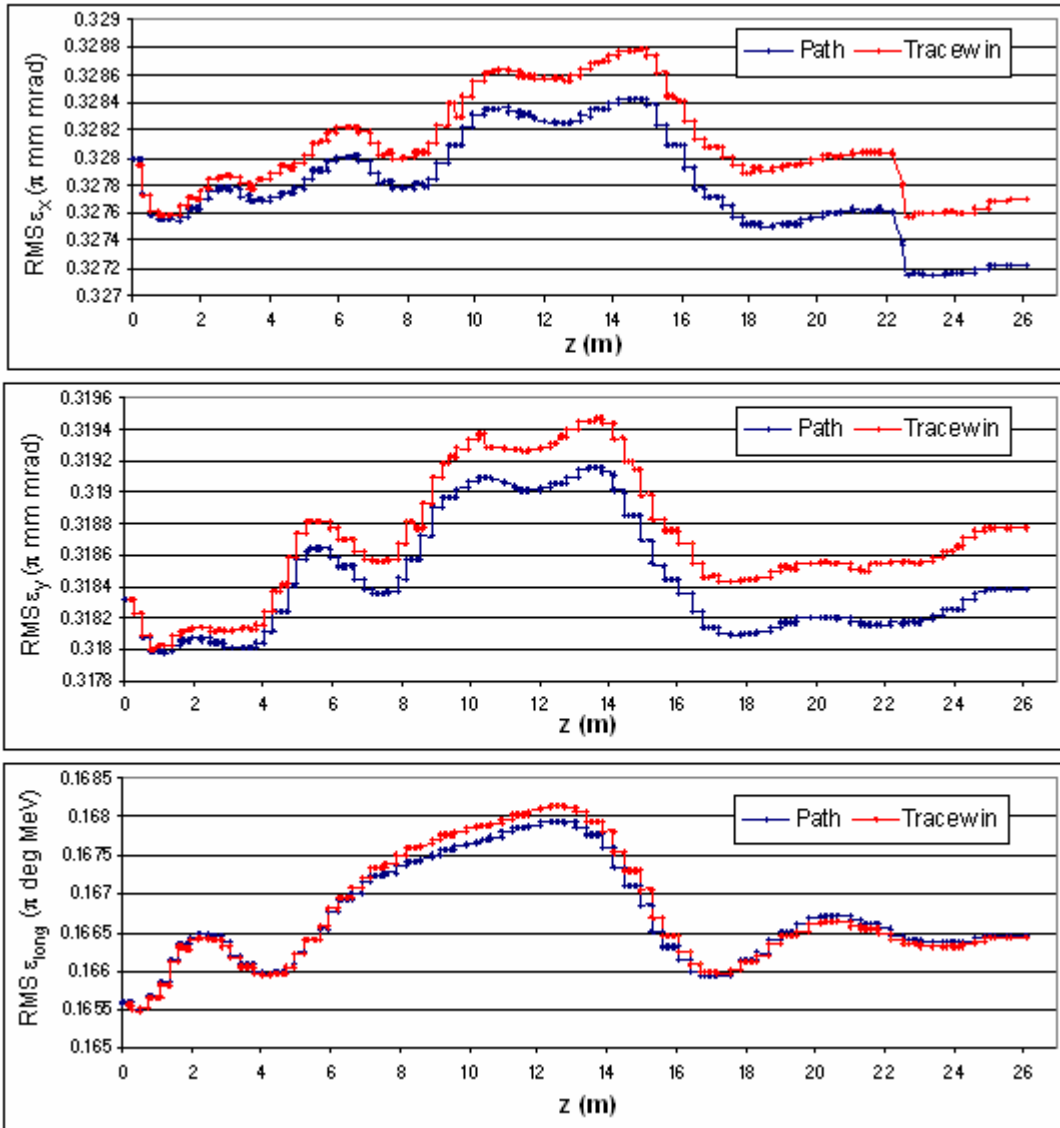 0.329
0.3288
0.3286
0.3284
0.3282
0.328
0.3278
0.3276
0.3274
0.3272
0.327
RMS εx (π mm mrad)
Path Tracewin
0 2 4 6 8 10 12 14 16 18 20 22 24 26
z (m)
0.3196
0.3194
0.3192
0.319
0.3188
0.3186
0.3184
0.3182
0.318
0.3178
RMS εy (π mm mrad)
Path Tracewin
0 2 4 6 8 10 12 14 16 18 20 22 24 26
z (m)
0.1685
0.168
0.1675
0.167
0.1665
0.166
0.1655
0.165
RMS εlong (π deg MeV)
Path Tracewin
0 2 4 6 8 10 12 14 16 18 20 22 24 26
z (m)